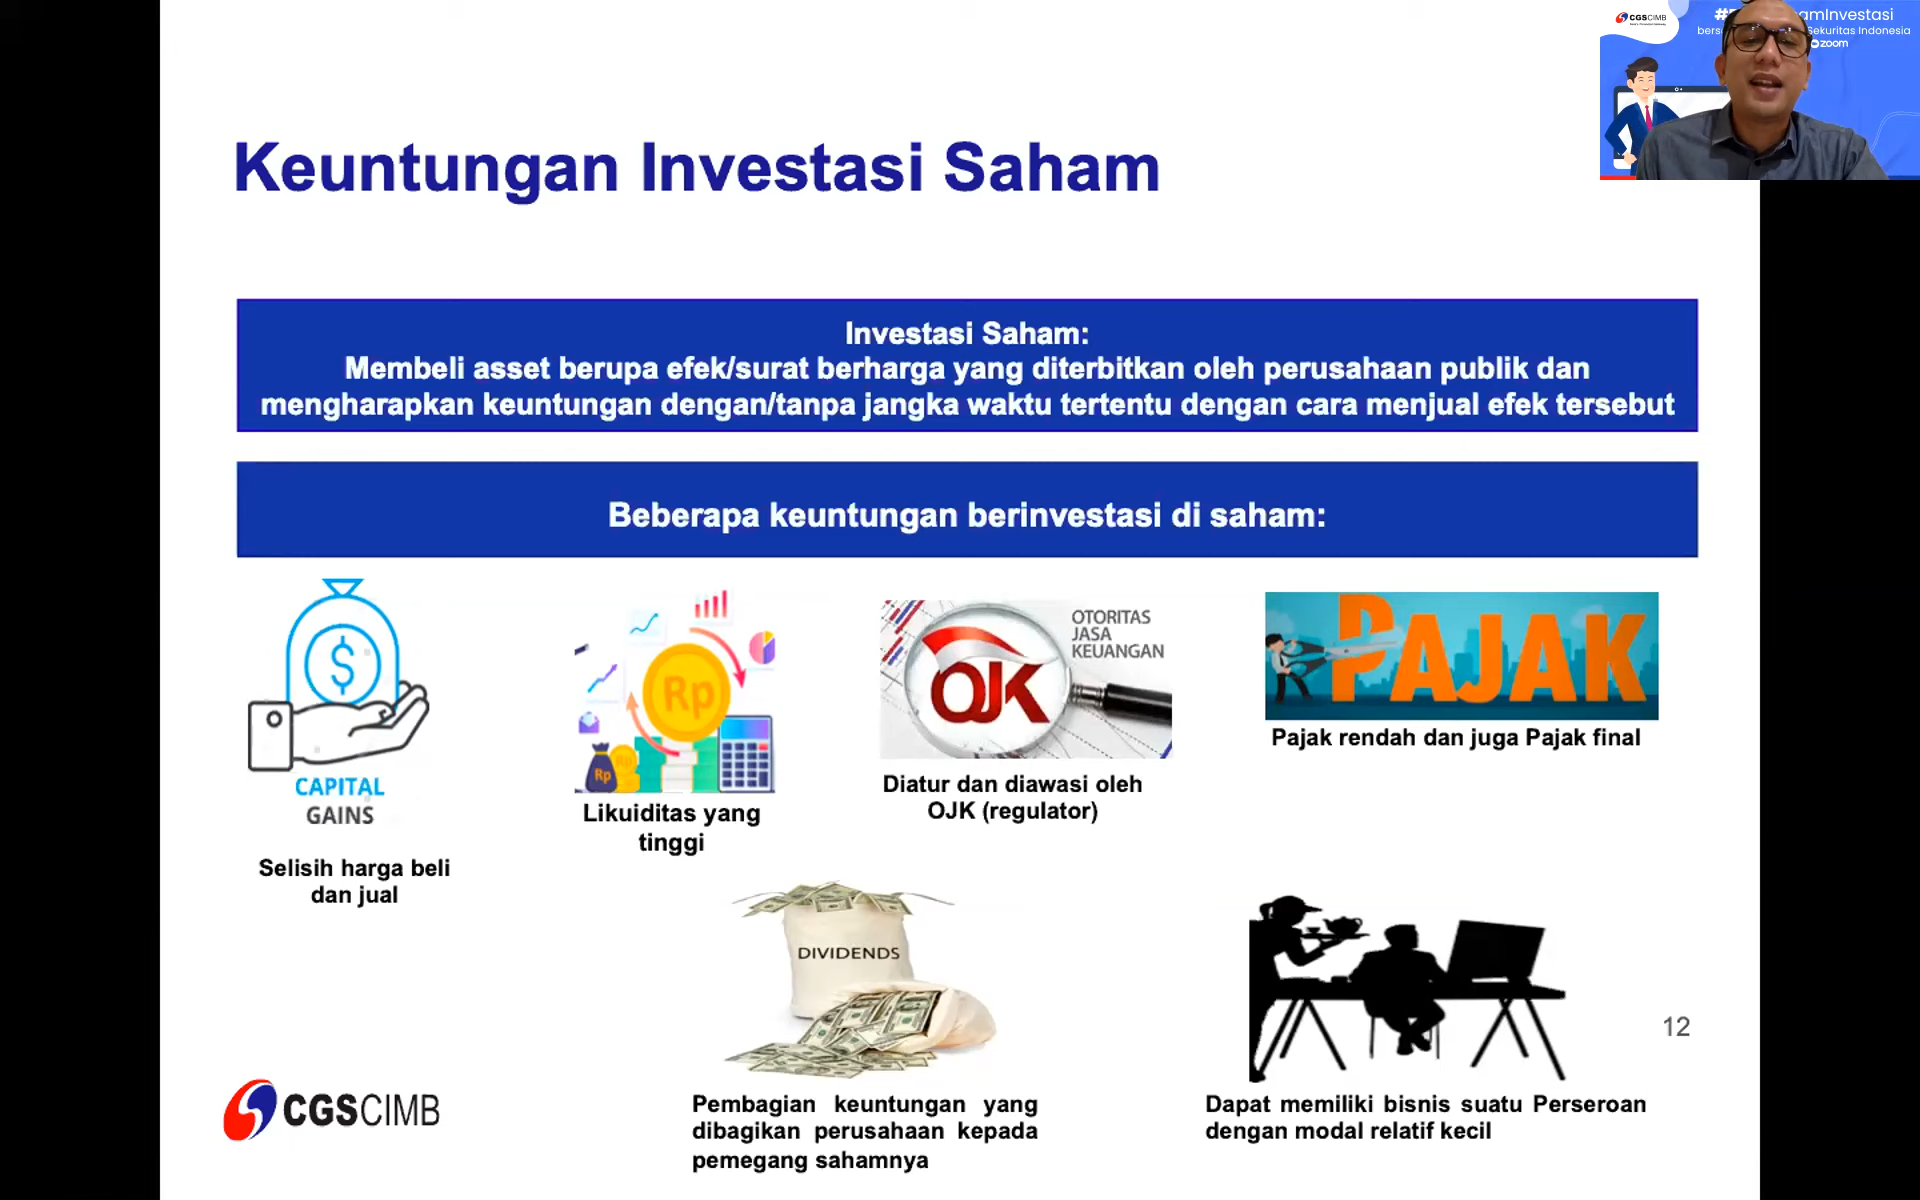 Keuntungan Investasi Saham
CGSCIMB
amInvestasi
Sekuritas Indonesia
zoom
Investasi Saham:
Membeli asset berupa efek/surat berharga yang diterbitkan oleh perusahaan publik dan
mengharapkan keuntungan dengan/tanpa jangka waktu tertentu dengan cara menjual efek tersebut
Beberapa keuntungan berinvestasi di saham:
$
CAPITAL
GAINS
Selisih harga beli
dan jual
Rp
Rp
Likuiditas yang
tinggi
OTORITAS
JASA
KEUANGAN
OJK
Diatur dan diawasi oleh
OJK (regulator)
PAJAK
Pajak rendah dan juga Pajak final
DIVIDENDS
Pembagian keuntungan yang
dibagikan perusahaan kepada
pemegang sahamnya
Dapat memiliki bisnis suatu Perseroan
dengan modal relatif kecil
12
CGSCIMB